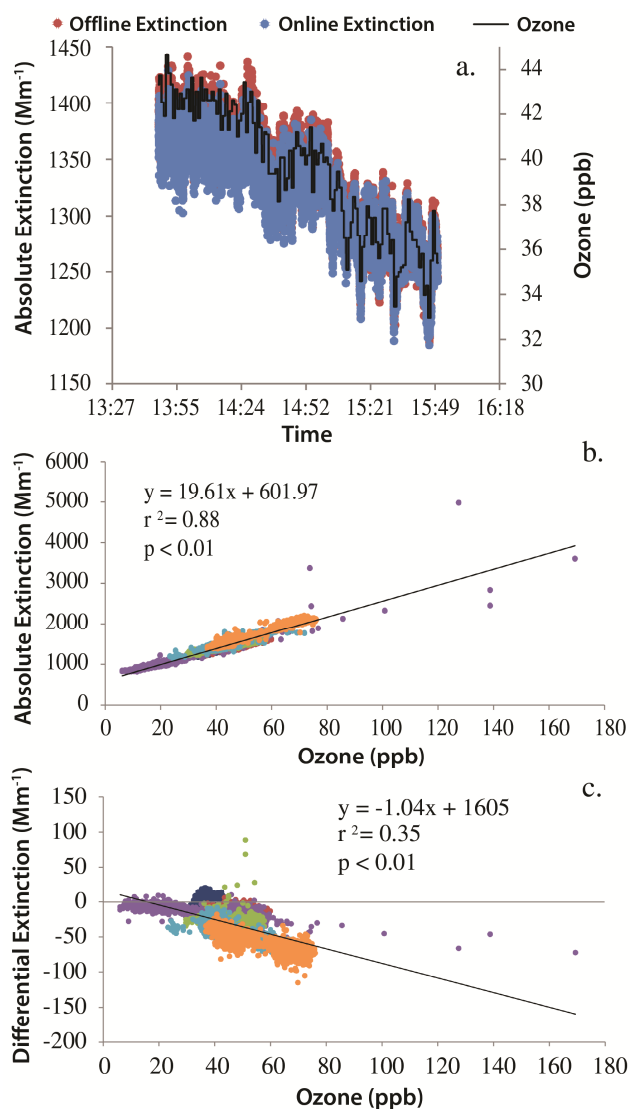 Offline Extinction Online Extinction Ozone
a.
Absolute Extinction (Mm-1)
1450
1400
1350
1300
1250
1200
1150
44
42
40
38
36
34
32
30
Ozone (ppb)
13:27 13:55 14:24 14:52 15:21 15:49 16:18
Time
b.
Absolute Extinction (Mm-1)
6000
5000
4000
3000
2000
1000
0
y = 19.61x + 601.97
r 2= 0.88
p < 0.01
0 20 40 60 80 100 120 140 160 180
Ozone (ppb)
c.
Differential Extinction (Mm-1)
150
100
50
0
-50
-100
-150
-200
y = -1.04x + 1605
r 2= 0.35
p < 0.01
0 20 40 60 80 100 120 140 160 180
Ozone (ppb)